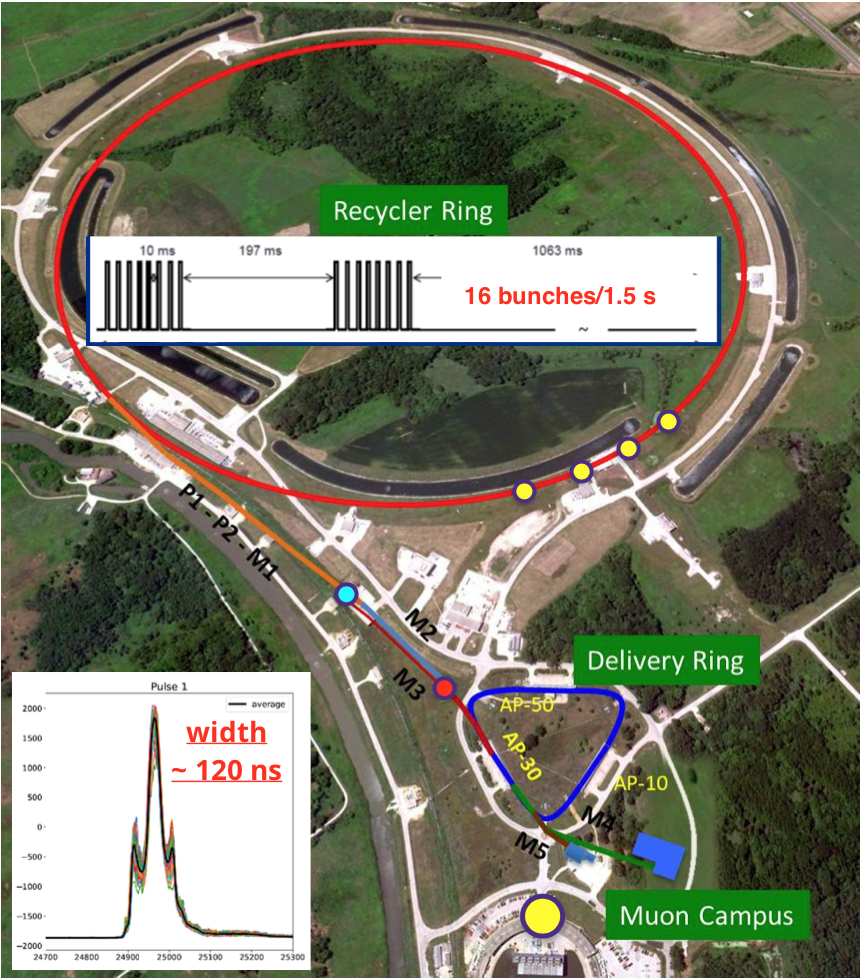 Recycler Ring
10 ms
197 ms
1063 ms
16 bunches/1.5 s
~
P1 - P2 - M1
M2
M3
Delivery Ring
AP-50
AP-30
AP-10
M4
M5
Muon Campus
Pulse 1
average
width
~ 120 ns
2000
1500
1000
500
0
−500
−1000
−1500
−2000
24700 24800 24900 25000 25100 25200 25300